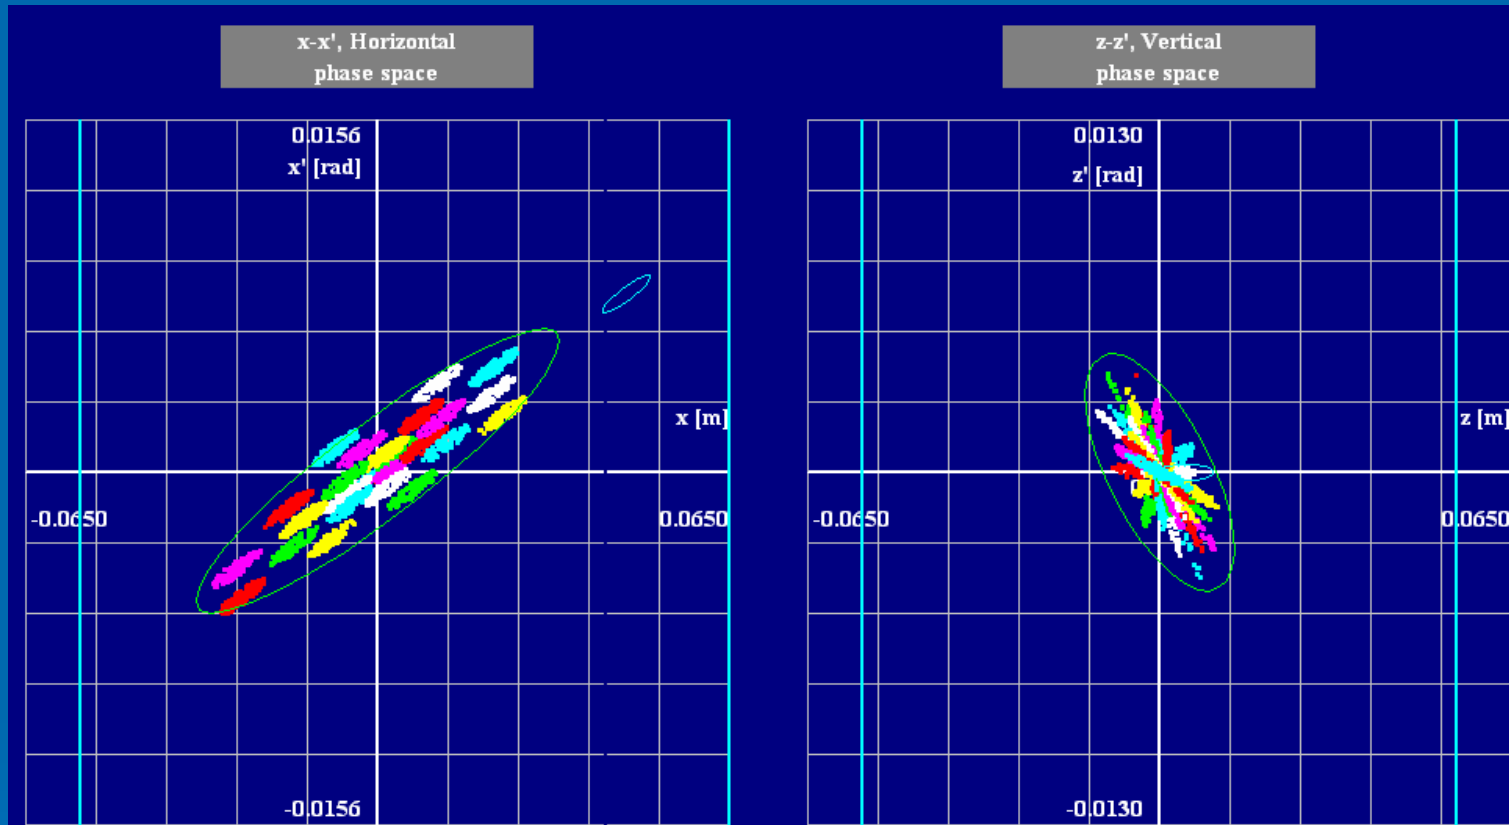 x-x', Horizontal
phase space
0.0156
x' [rad]
x [m]
-0.0650
0.0650
-0.0156
z-z', Vertical
phase space
0.0130
z' [rad]
z [m]
-0.0650
0.0650
-0.0130